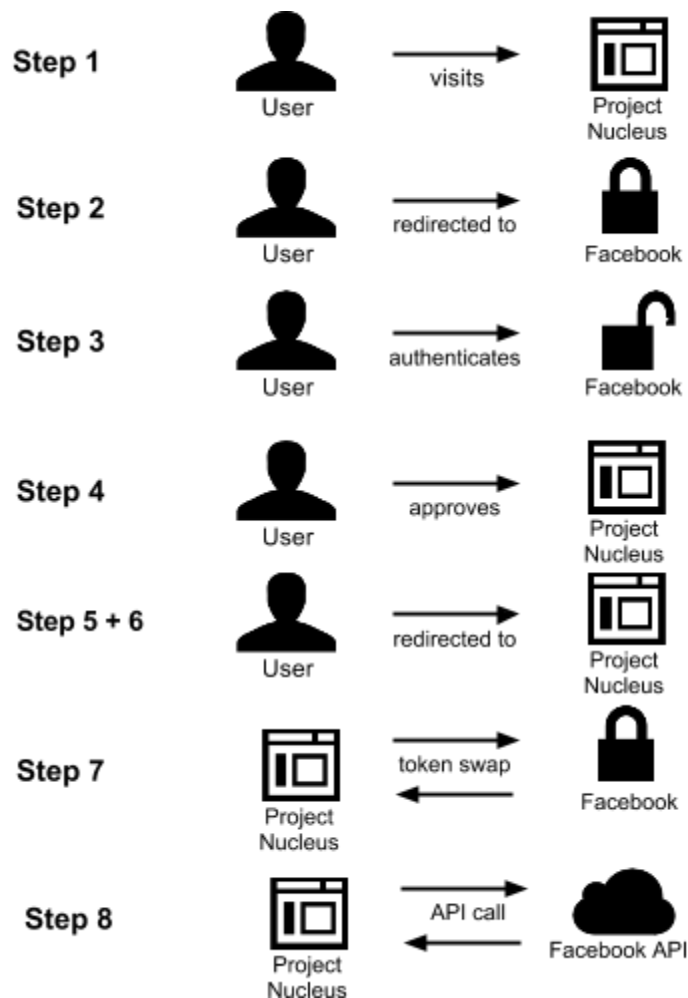 Step 1
User
visits
Project
Nucleus
Step 2
User
redirected to
Facebook
Step 3
User
authenticates
Facebook
Step 4
User
approves
Project
Nucleus
Step 5 + 6
User
redirected to
Project
Nucleus
Step 7
Project
Nucleus
token swap
Facebook
Step 8
Project
Nucleus
API call
Facebook API